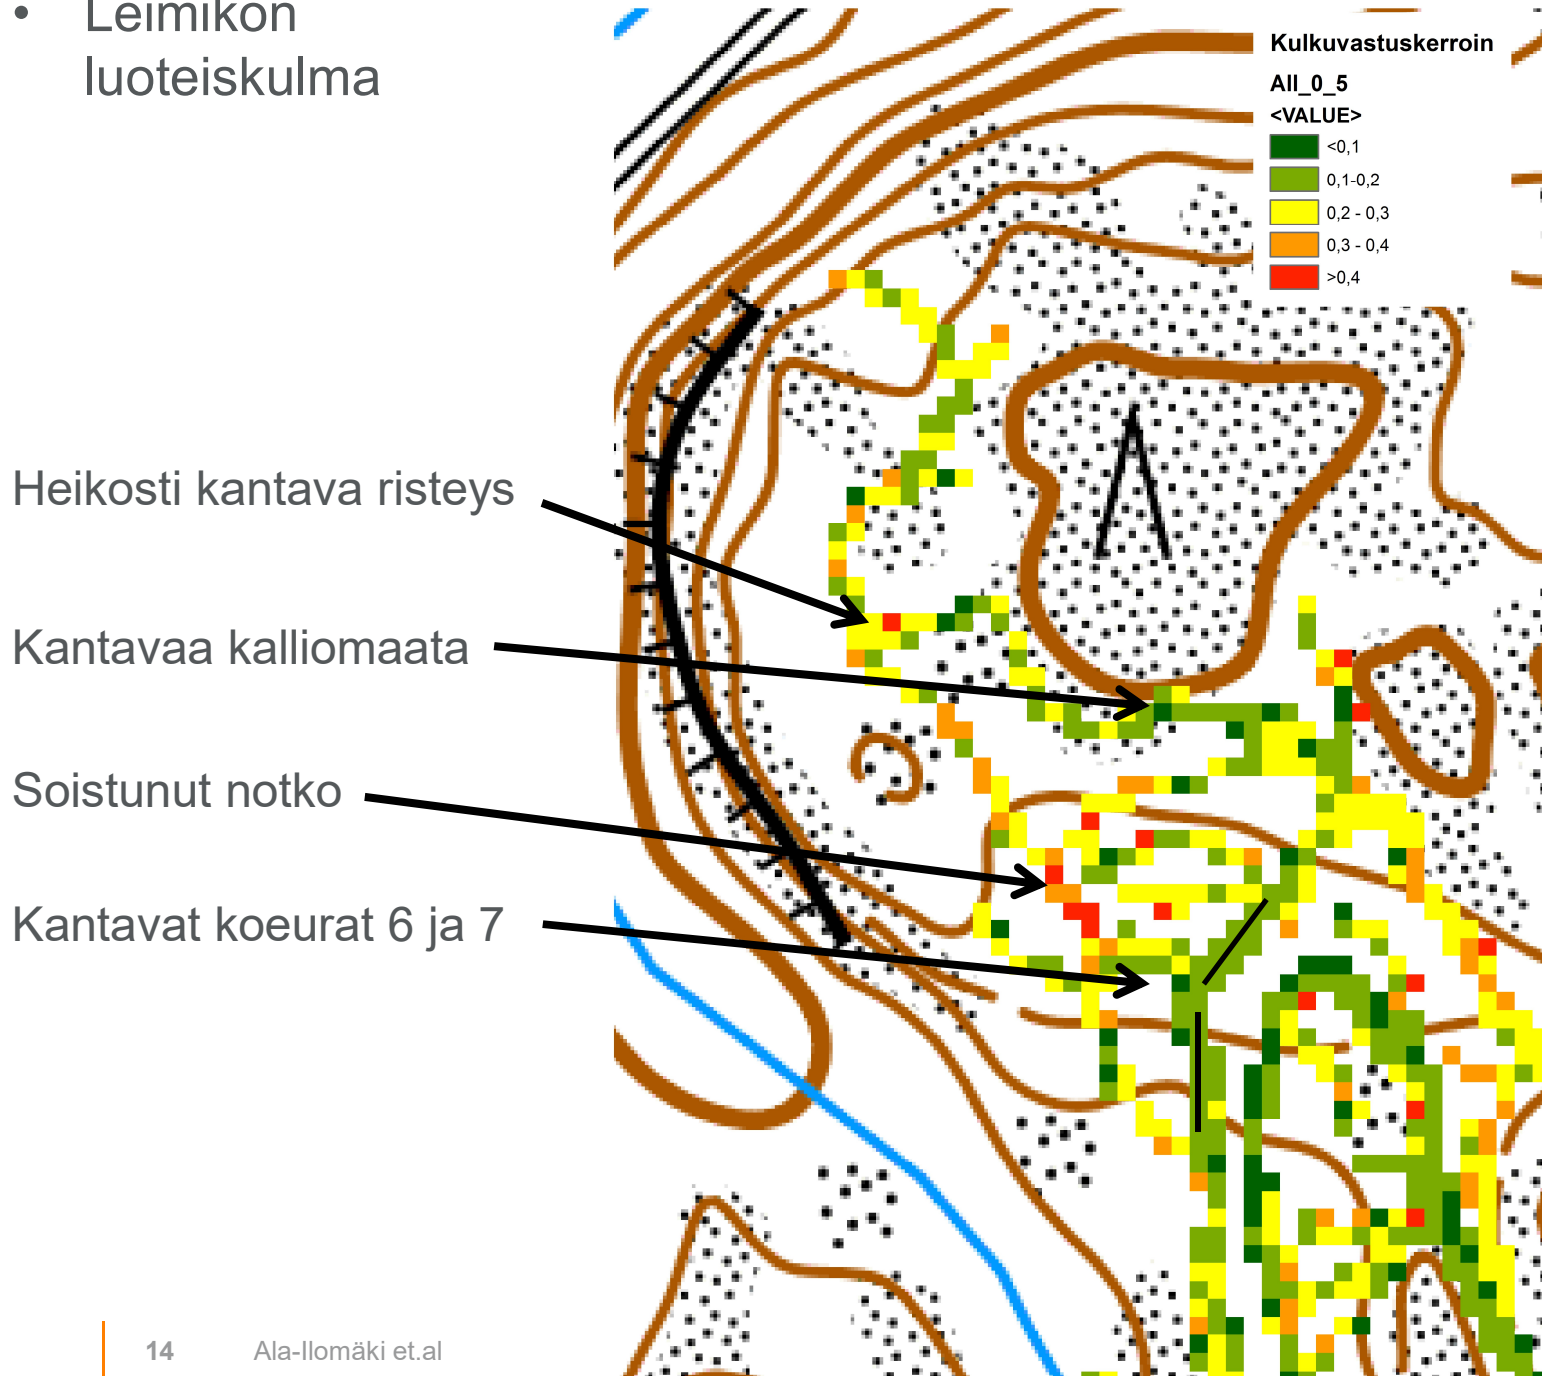 • Leimikon
luoteiskulma
Kulkuvastuskerroin
All_0_5
<VALUE>
<0,1
0,1-0,2
0,2 - 0,3
0,3 - 0,4
>0,4
Heikosti kantava risteys
Kantavaa kalliomaata
Soistunut notko
Kantavat koeurat 6 ja 7
14 Ala-Ilomäki et.al